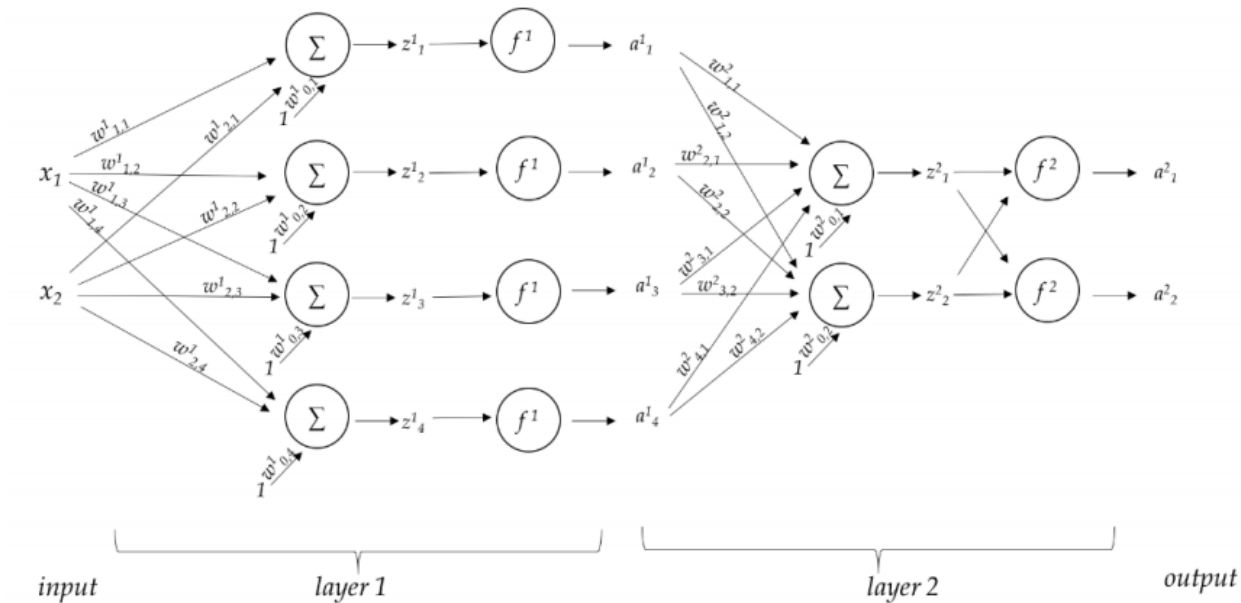 Σ z¹₁ f¹ a¹₁
w¹₁,₁ w¹₂,₁ 1 w¹₀,₁ w²₁,₁ w²₁,₂
x₁ w¹₁,₂ Σ z¹₂ f¹ a¹₂ w²₂,₁ Σ z²₁ f² a²₁
w¹₁,₃ w¹₂,₂ 1 w¹₀,₂ w²₂,₂ 1 w²₀,₁
w¹₁,₄
x₂ w¹₂,₃ Σ z¹₃ f¹ a¹₃ w²₃,₁ w²₃,₂ Σ z²₂ f² a²₂
w¹₂,₄ 1 w¹₀,₃ w²₄,₁ w²₄,₂ 1 w²₀,₂
Σ z¹₄ f¹ a¹₄
1 w¹₀,₄
input layer 1 layer 2 output